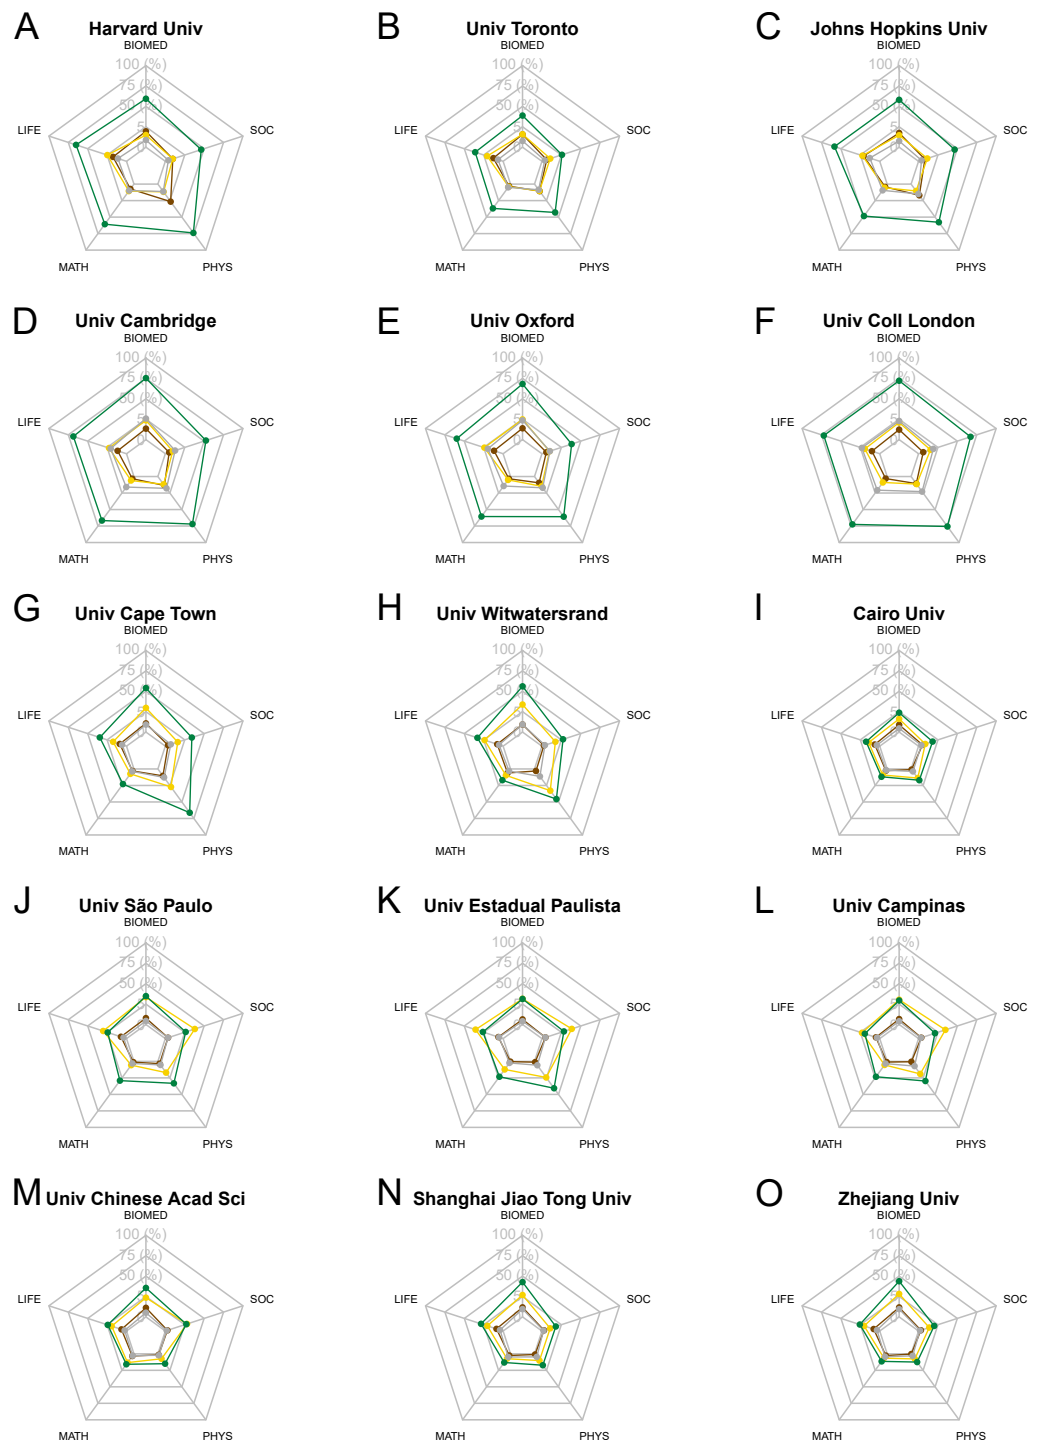 A
Harvard Univ
BIOMED
100 (%)
75 (%)
50 (%)
LIFE
SOC
MATH
PHYS
B
Univ Toronto
BIOMED
100 (%)
75 (%)
50 (%)
LIFE
SOC
MATH
PHYS
C
Johns Hopkins Univ
BIOMED
100 (%)
75 (%)
50 (%)
LIFE
SOC
MATH
PHYS
D
Univ Cambridge
BIOMED
100 (%)
75 (%)
50 (%)
LIFE
SOC
MATH
PHYS
E
Univ Oxford
BIOMED
100 (%)
75 (%)
50 (%)
LIFE
SOC
MATH
PHYS
F
Univ Coll London
BIOMED
100 (%)
75 (%)
50 (%)
LIFE
SOC
MATH
PHYS
G
Univ Cape Town
BIOMED
100 (%)
75 (%)
50 (%)
LIFE
SOC
MATH
PHYS
H
Univ Witwatersrand
BIOMED
100 (%)
75 (%)
50 (%)
LIFE
SOC
MATH
PHYS
I
Cairo Univ
BIOMED
100 (%)
75 (%)
50 (%)
LIFE
SOC
MATH
PHYS
J
Univ São Paulo
BIOMED
100 (%)
75 (%)
50 (%)
LIFE
SOC
MATH
PHYS
K
Univ Estadual Paulista
BIOMED
100 (%)
75 (%)
50 (%)
LIFE
SOC
MATH
PHYS
L
Univ Campinas
BIOMED
100 (%)
75 (%)
50 (%)
LIFE
SOC
MATH
PHYS
M
Univ Chinese Acad Sci
BIOMED
100 (%)
75 (%)
50 (%)
LIFE
SOC
MATH
PHYS
N
Shanghai Jiao Tong Univ
BIOMED
100 (%)
75 (%)
50 (%)
LIFE
SOC
MATH
PHYS
O
Zhejiang Univ
BIOMED
100 (%)
75 (%)
50 (%)
LIFE
SOC
MATH
PHYS